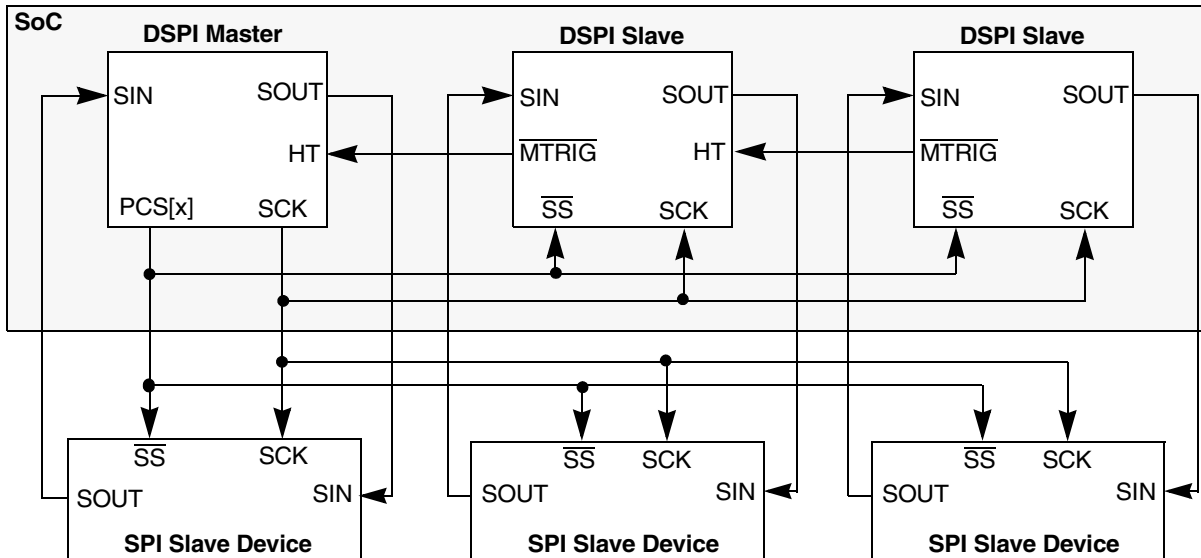 SoC
DSPI Master
DSPI Slave
DSPI Slave
SIN
SOUT
HT
PCS[x]
SCK
SIN
SOUT
MTRIG
HT
SS
SCK
SIN
SOUT
MTRIG
SS
SCK
SS
SCK
SOUT
SIN
SPI Slave Device
SS
SCK
SOUT
SIN
SPI Slave Device
SS
SCK
SOUT
SIN
SPI Slave Device